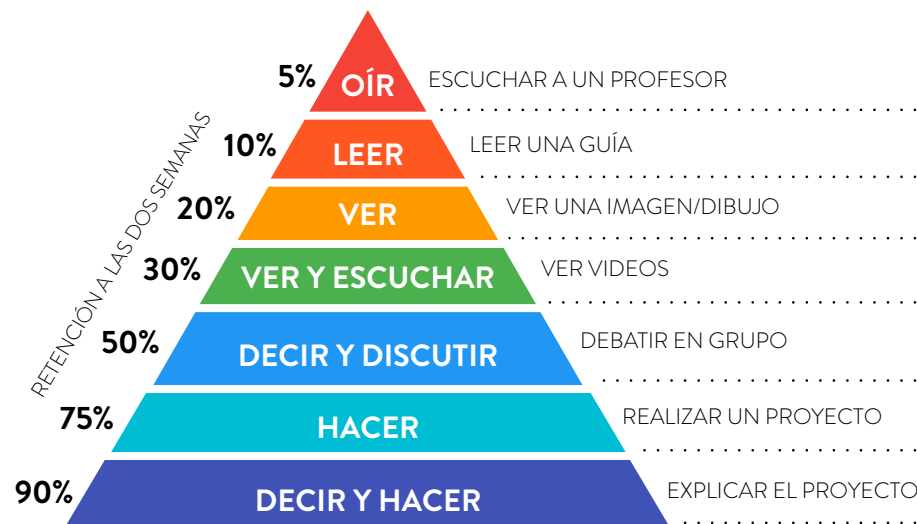 5%
OÍR
ESCUCHAR A UN PROFESOR
10%
LEER
LEER UNA GUÍA
20%
VER
VER UNA IMAGEN/DIBUJO
30%
VER Y ESCUCHAR
VER VIDEOS
50%
DECIR Y DISCUTIR
DEBATIR EN GRUPO
75%
HACER
REALIZAR UN PROYECTO
90%
DECIR Y HACER
EXPLICAR EL PROYECTO
RETENCIÓN A LAS DOS SEMANAS